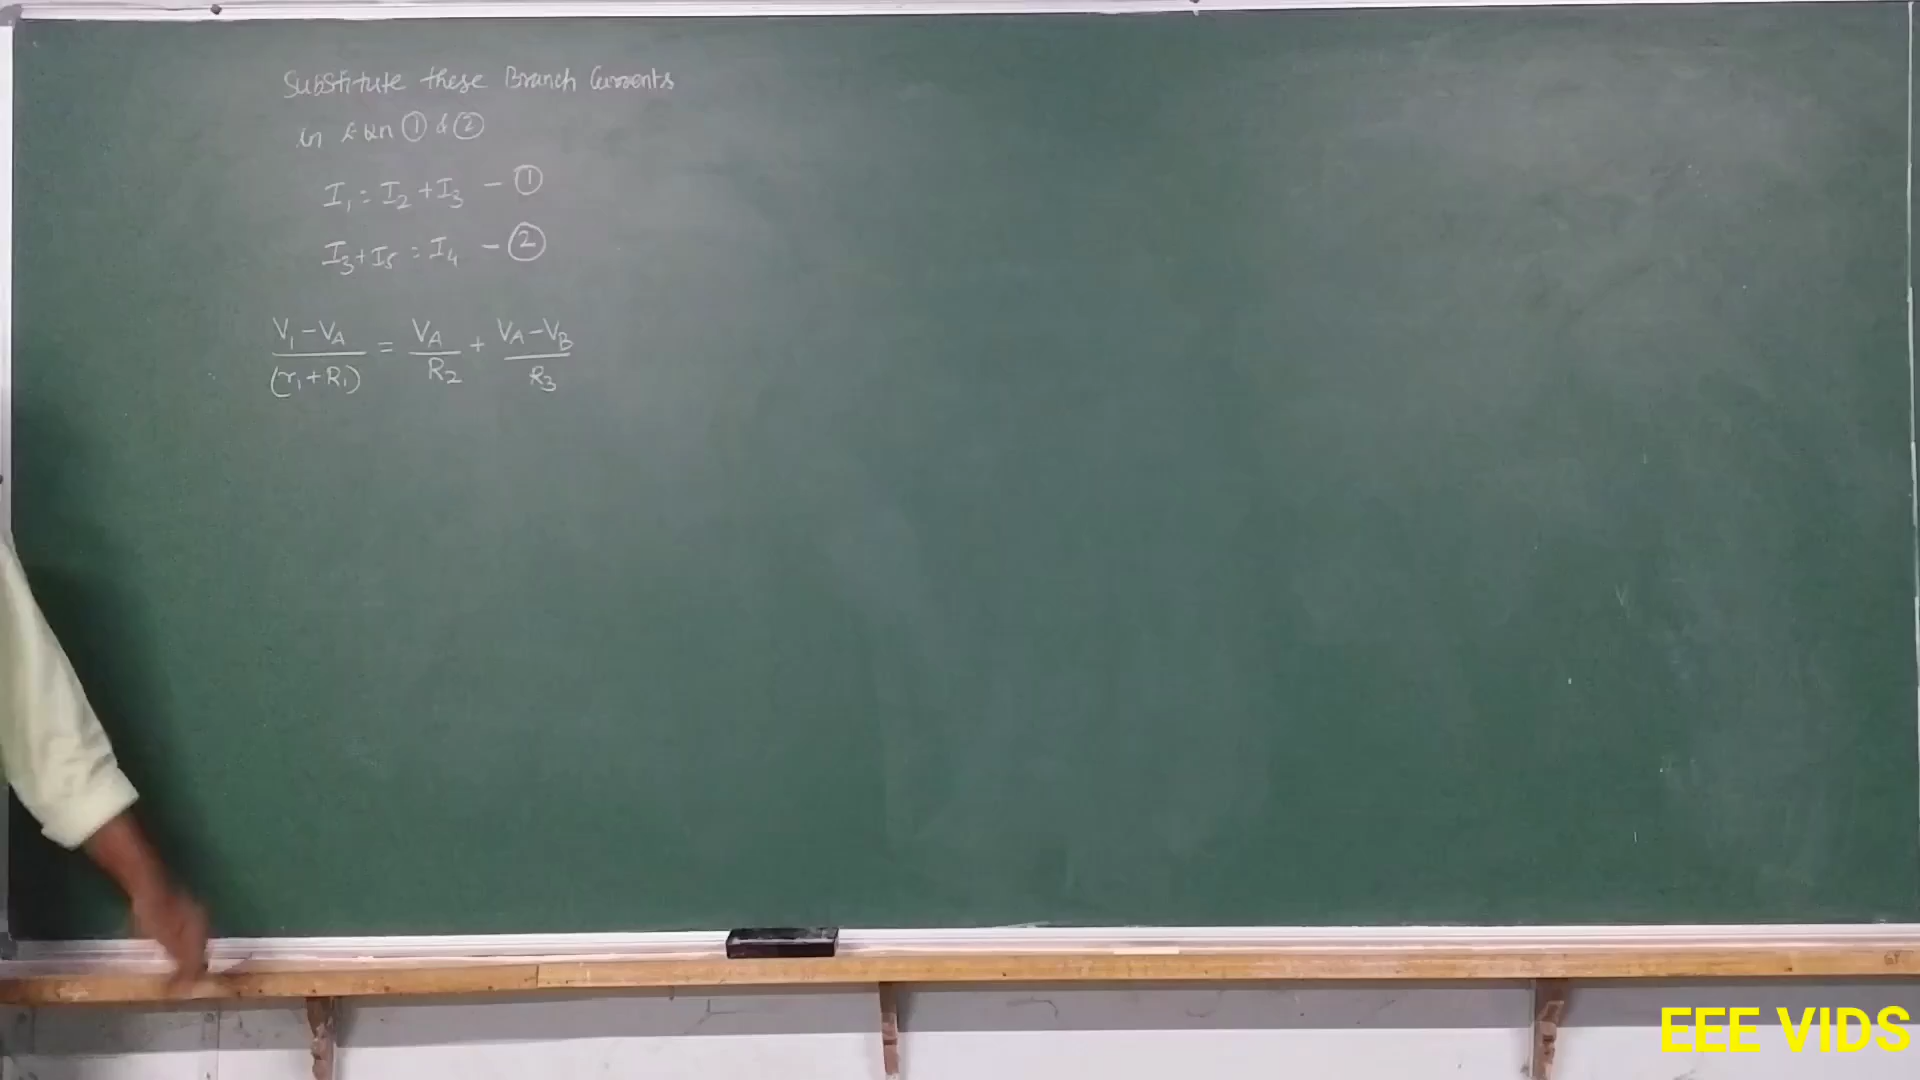 Substitute these Branch Currents
in Eqn ① & ②
I₁ = I₂ + I₃ - ①
I₃ + I₅ = I₄ - ②
V₁ - V_A / (r₁ + R₁) = V_A / R₂ + V_A - V_B / R₃
EEE VIDS